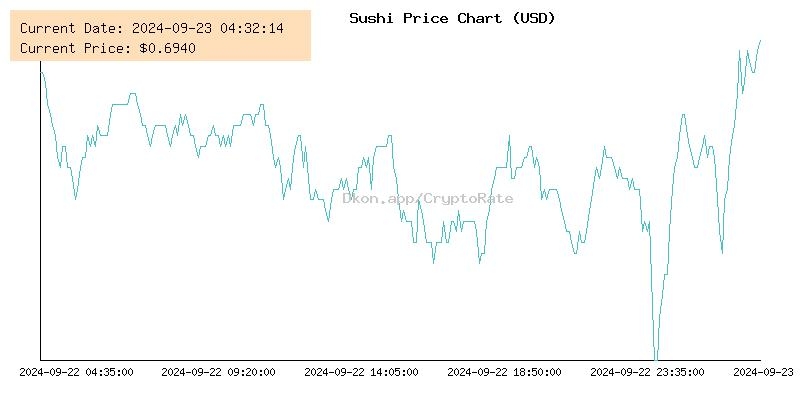 Sushi Price Chart (USD)
Current Date: 2024-09-23 04:32:14
Current Price: $0.6940
Dkon.app/CryptoRate
2024-09-22 04:35:00 2024-09-22 09:20:00 2024-09-22 14:05:00 2024-09-22 18:50:00 2024-09-22 23:35:00 2024-09-23